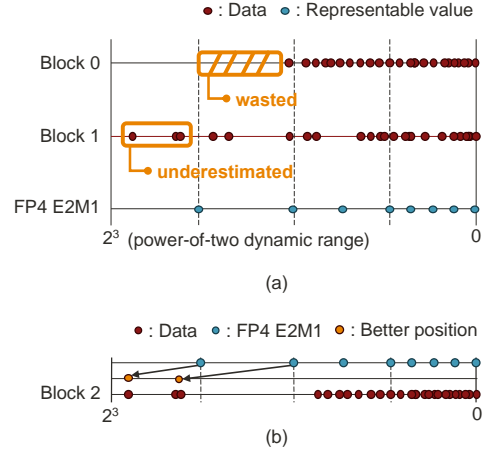 : Data : Representable value
Block 0
wasted
Block 1
underestimated
FP4 E2M1
2³ (power-of-two dynamic range) 0
(a)
: Data : FP4 E2M1 : Better position
Block 2
2³ 0
(b)